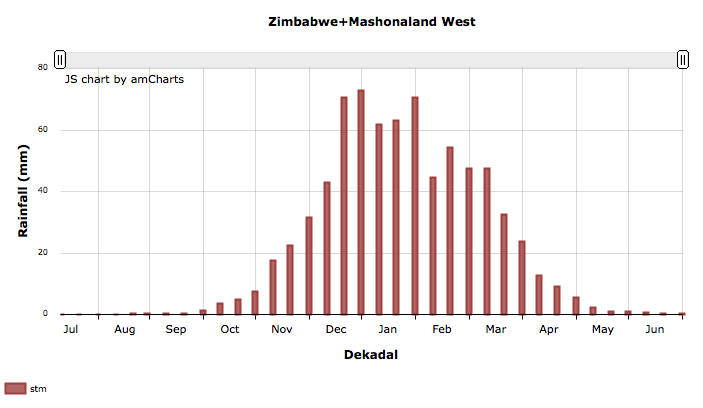 Zimbabwe+Mashonaland West
JS chart by amCharts
80
60
40
20
0
Rainfall (mm)
Jul Aug Sep Oct Nov Dec Jan Feb Mar Apr May Jun
Dekadal
stm